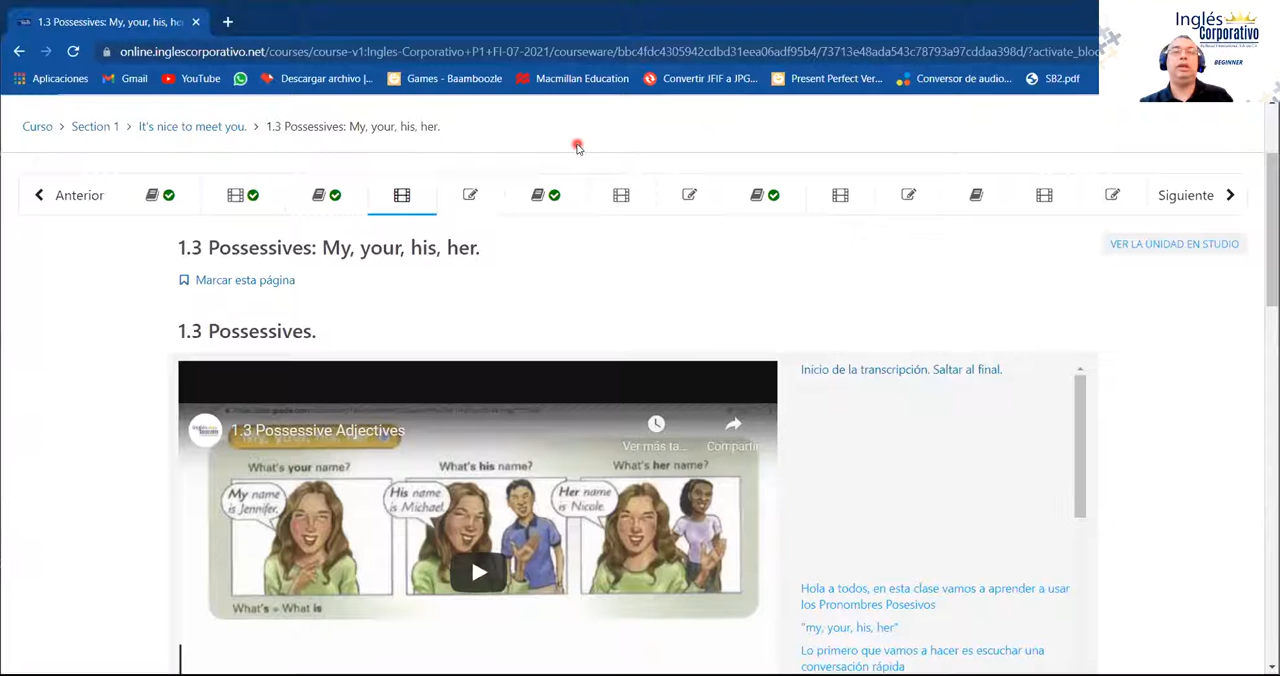 1.3 Possessives: My, your, his, he
online.inglescorporativo.net/courses/course-v1:Ingles-Corporativo+P1+FI-07-2021/courseware/bbc4fdc4305942cdbd31eea06adf95b4/73713e48ada543c78793a97cddaa398d/?activate_bloc
Aplicaciones Gmail YouTube Descargar archivo |... Games - Baamboozle Macmillan Education Convertir JFIF a JPG... Present Perfect Ver... Conversor de audio... SB2.pdf
Inglés
Corporativo
BEGINNER
Curso > Section 1 > It's nice to meet you. > 1.3 Possessives: My, your, his, her.
Anterior Siguiente
1.3 Possessives: My, your, his, her.
VER LA UNIDAD EN STUDIO
Marcar esta página
1.3 Possessives.
Inicio de la transcripción. Saltar al final.
1.3 Possessive Adjectives
Ver más ta... Compartir
What's your name? What's his name? What's her name?
My name is Jennifer.
His name is Michael.
Her name is Nicole.
What's = What is
Hola a todos, en esta clase vamos a aprender a usar
los Pronombres Posesivos
"my, your, his, her"
Lo primero que vamos a hacer es escuchar una
conversación rápida